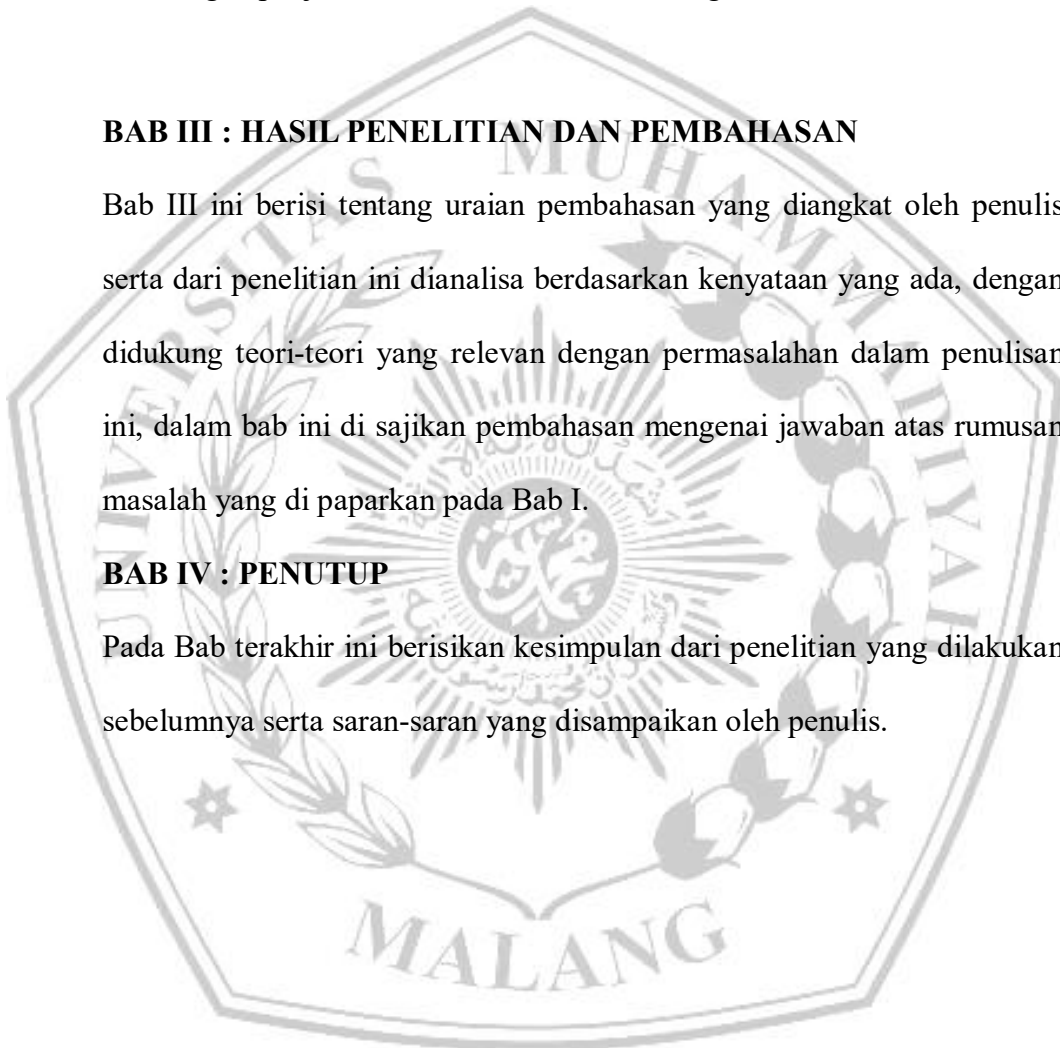 BAB III : HASIL PENELITIAN DAN PEMBAHASAN
Bab III ini berisi tentang uraian pembahasan yang diangkat oleh penulis
serta dari penelitian ini dianalisa berdasarkan kenyataan yang ada, dengan
didukung teori-teori yang relevan dengan permasalahan dalam penulisan
ini, dalam bab ini di sajikan pembahasan mengenai jawaban atas rumusan
masalah yang di paparkan pada Bab I.
BAB IV : PENUTUP
Pada Bab terakhir ini berisikan kesimpulan dari penelitian yang dilakukan
sebelumnya serta saran-saran yang disampaikan oleh penulis.
UNIVERSITAS MUHAMMADIYAH
MALANG